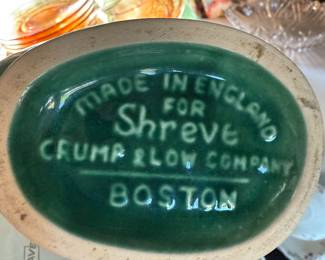 MADE IN ENGLAND
FOR
Shreve
CRUMP & LOW COMPANY
BOSTON